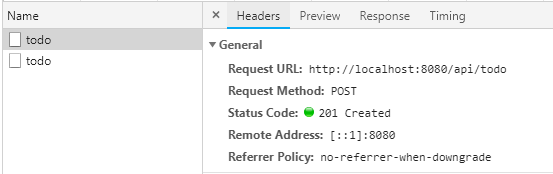 Name
todo
todo
× Headers Preview Response Timing
▼ General
Request URL: http://localhost:8080/api/todo
Request Method: POST
Status Code: 201 Created
Remote Address: [::1]:8080
Referrer Policy: no-referrer-when-downgrade